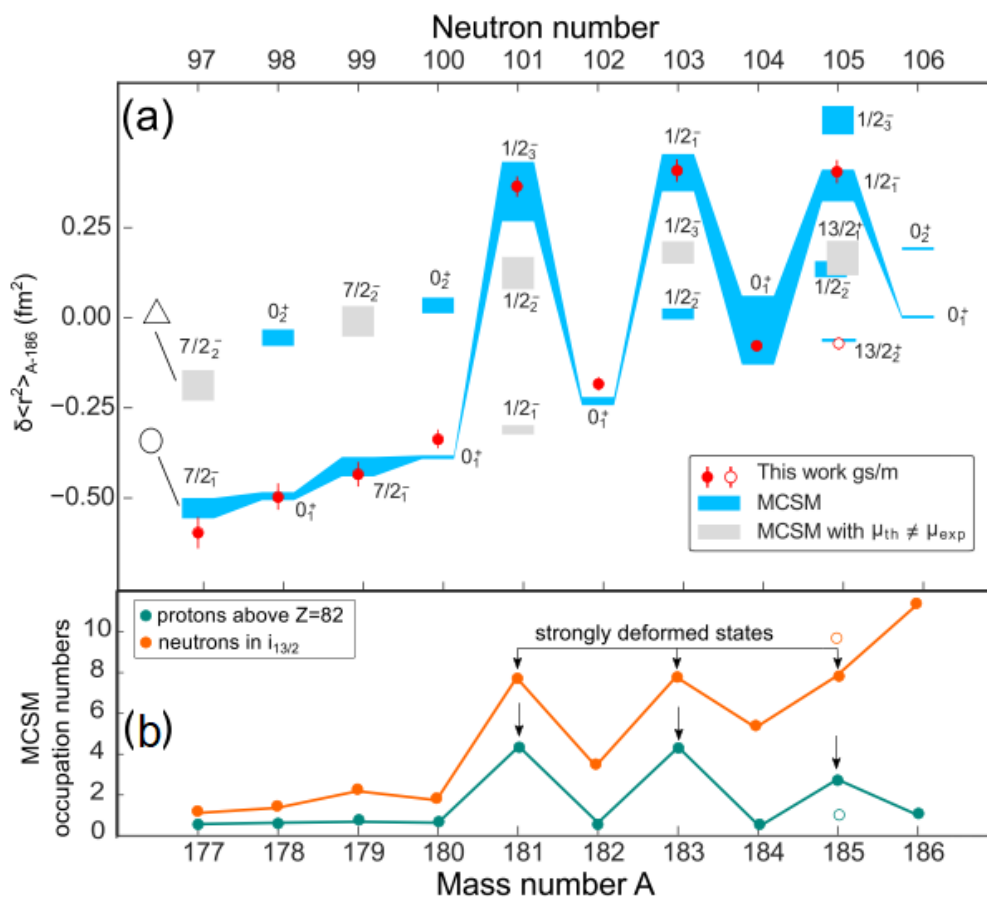 Neutron number
97 98 99 100 101 102 103 104 105 106
(a)
1/2₃⁻
1/2₁⁻
1/2₃⁻
1/2₁⁻
0.25
0₂⁺
7/2₂⁻
0₂⁺
1/2₃⁻
13/2₁⁺
0₂⁺
0₁⁺
1/2₂⁻
1/2₂⁻
1/2₂⁻
0.00
0₁⁺
7/2₂⁻
13/2₂⁺
δ<r²>A-186 (fm²)
−0.25
1/2₁⁻
0₁⁺
7/2₁⁻
0₁⁺
7/2₁⁻
0₁⁺
−0.50
This work gs/m
MCSM
MCSM with μth ≠ μexp
(b)
protons above Z=82
neutrons in i13/2
strongly deformed states
MCSM
occupation numbers
10
8
6
4
2
0
177 178 179 180 181 182 183 184 185 186
Mass number A